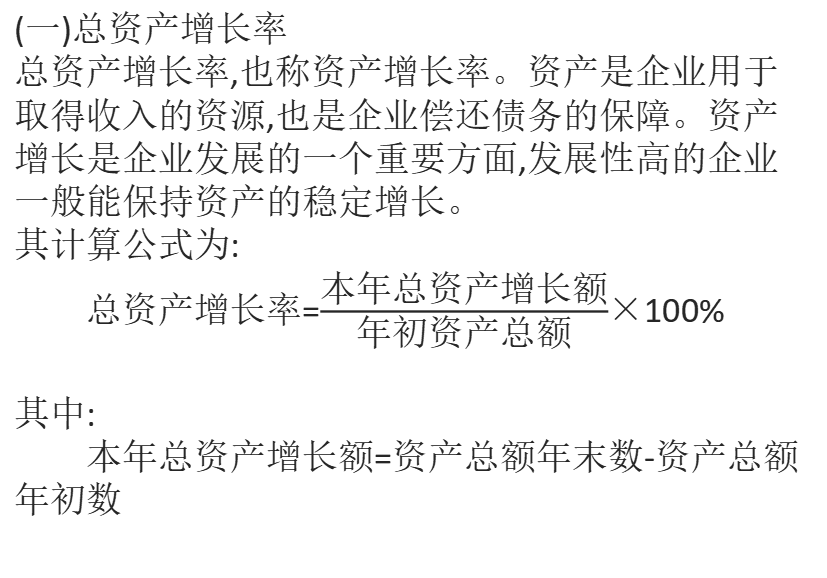 (一)总资产增长率
总资产增长率,也称资产增长率。资产是企业用于
取得收入的资源,也是企业偿还债务的保障。资产
增长是企业发展的一个重要方面,发展性高的企业
一般能保持资产的稳定增长。
其计算公式为:
总资产增长率=本年总资产增长额/年初资产总额×100%
其中:
本年总资产增长额=资产总额年末数-资产总额
年初数